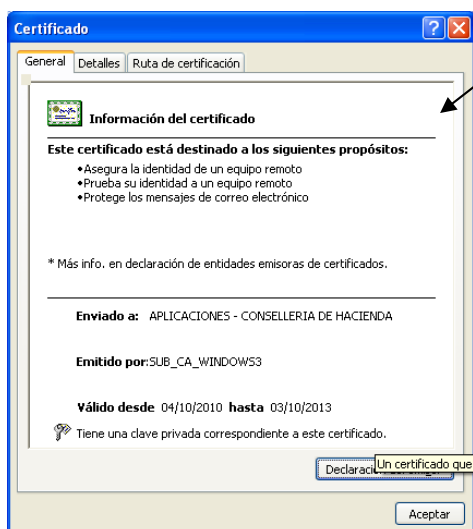 Certificado
General Detalles Ruta de certificación
Información del certificado
Este certificado está destinado a los siguientes propósitos:
•Asegura la identidad de un equipo remoto
•Prueba su identidad a un equipo remoto
•Protege los mensajes de correo electrónico
* Más info. en declaración de entidades emisoras de certificados.
Enviado a: APLICACIONES - CONSELLERIA DE HACIENDA
Emitido por:SUB_CA_WINDOWS3
Válido desde 04/10/2010 hasta 03/10/2013
Tiene una clave privada correspondiente a este certificado.
Un certificado que
Aceptar